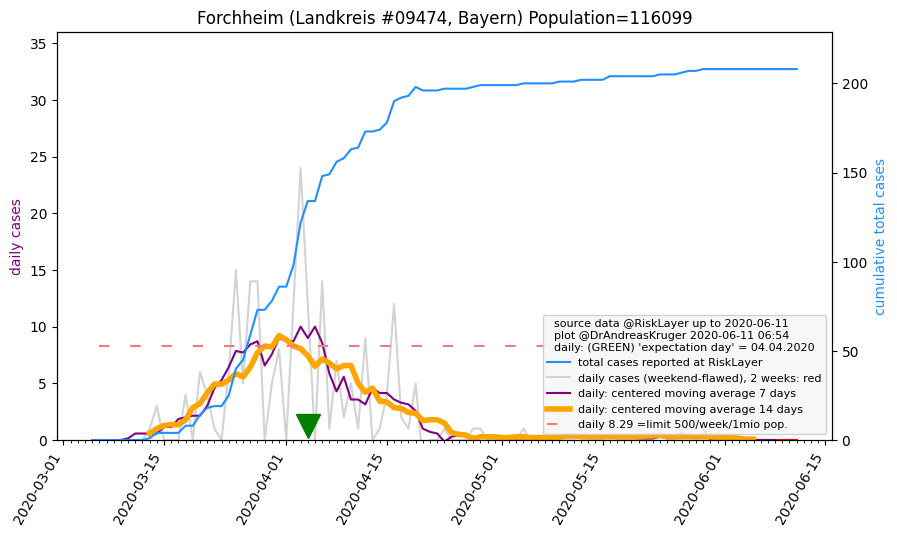 Forchheim (Landkreis #09474, Bayern) Population=116099
35
30
25
20
15
10
5
0
daily cases
200
150
100
50
0
cumulative total cases
source data @RiskLayer up to 2020-06-11
plot @DrAndreasKruger 2020-06-11 06:54
daily: (GREEN) 'expectation day' = 04.04.2020
total cases reported at RiskLayer
daily cases (weekend-flawed), 2 weeks: red
daily: centered moving average 7 days
daily: centered moving average 14 days
daily 8.29 =limit 500/week/1mio pop.
2020-03-01
2020-03-15
2020-04-01
2020-04-15
2020-05-01
2020-05-15
2020-06-01
2020-06-15